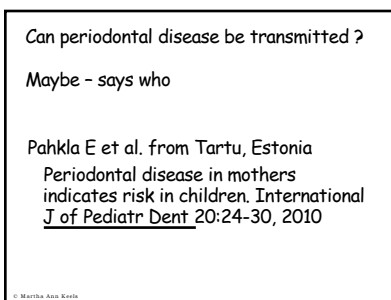 Can periodontal disease be transmitted ?
Maybe – says who
Pahkla E et al. from Tartu, Estonia
Periodontal disease in mothers
indicates risk in children. International
J of Pediatr Dent 20:24-30, 2010
© Martha Ann Keels